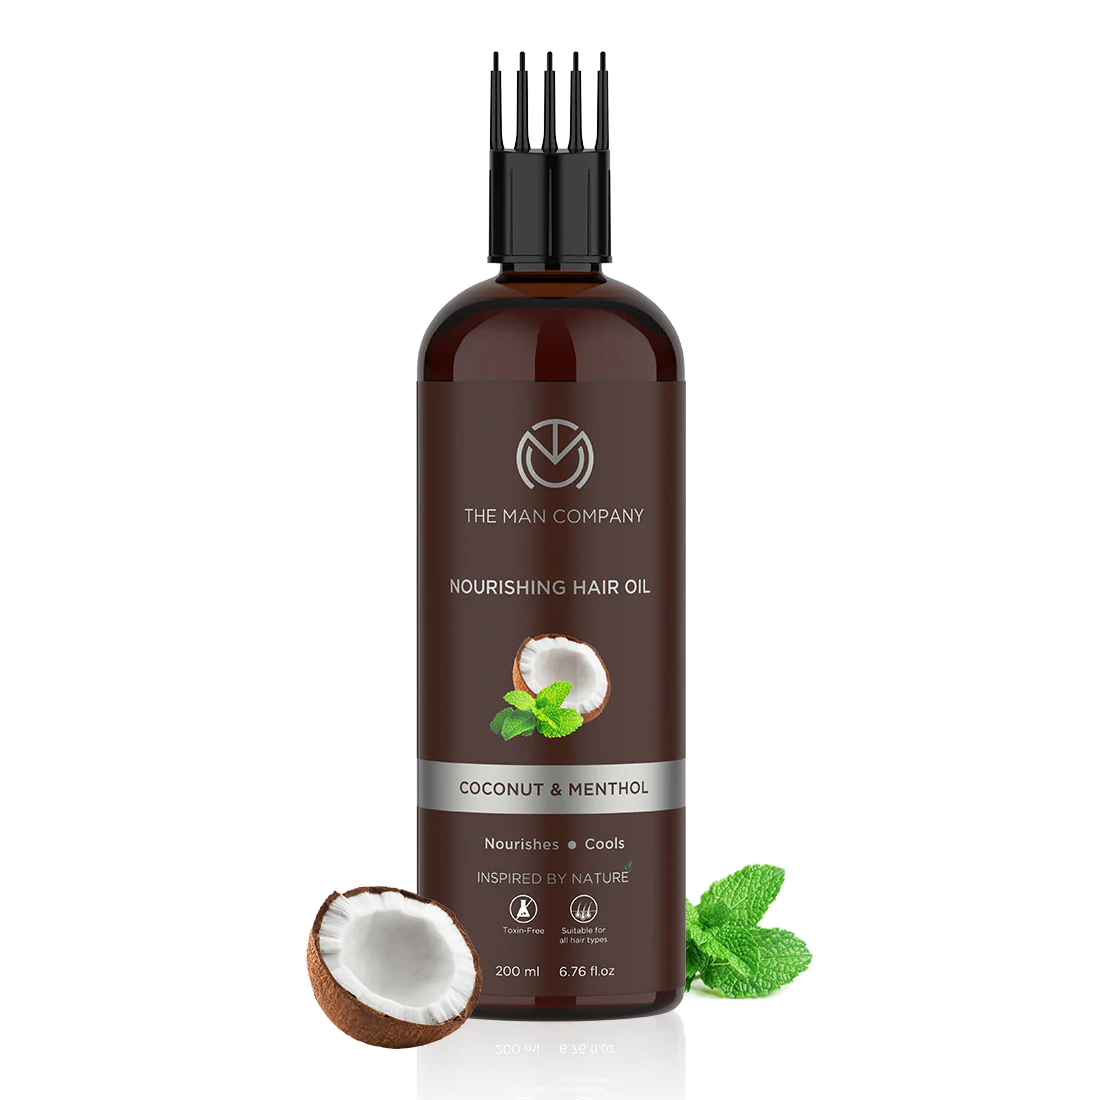 THE MAN COMPANY
NOURISHING HAIR OIL
COCONUT & MENTHOL
Nourishes • Cools
INSPIRED BY NATURE
Toxin-Free
Suitable for
all hair types
200 ml 6.76 fl.oz